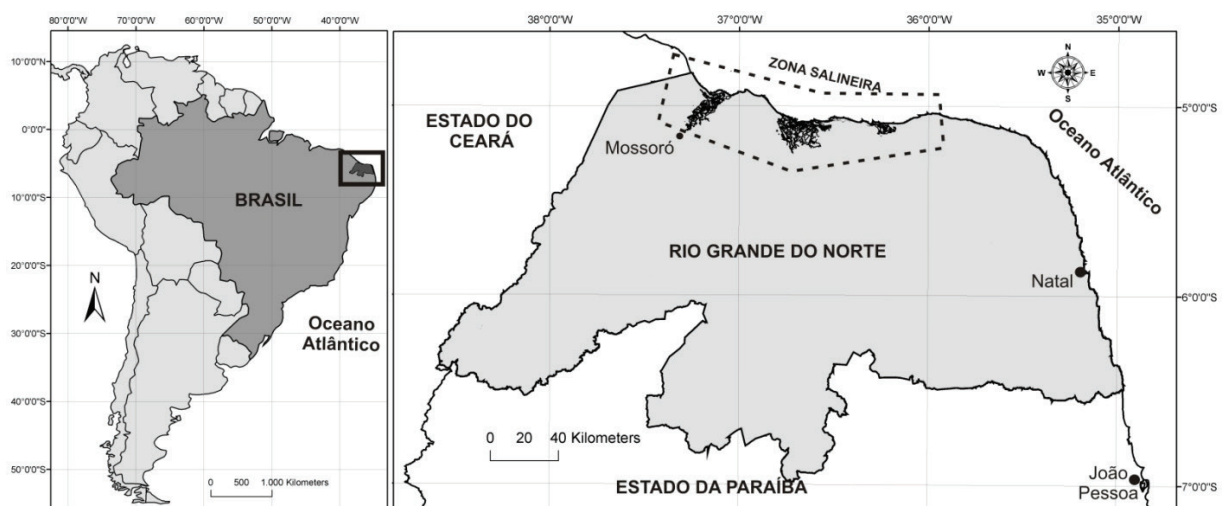 80°0'0"W
70°0'0"W
60°0'0"W
50°0'0"W
40°0'0"W
10°0'0"N
0°0'0"
10°0'0"S
20°0'0"S
30°0'0"S
40°0'0"S
50°0'0"S
BRASIL
N
Oceano
Atlântico
0 500 1.000 Kilometers
38°0'0"W
37°0'0"W
36°0'0"W
35°0'0"W
N
W E
S
ZONA SALINEIRA
ESTADO DO
CEARÁ
Mossoró
Oceano Atlântico
5°0'0"S
RIO GRANDE DO NORTE
Natal
6°0'0"S
0 20 40 Kilometers
ESTADO DA PARAÍBA
João
Pessoa
7°0'0"S